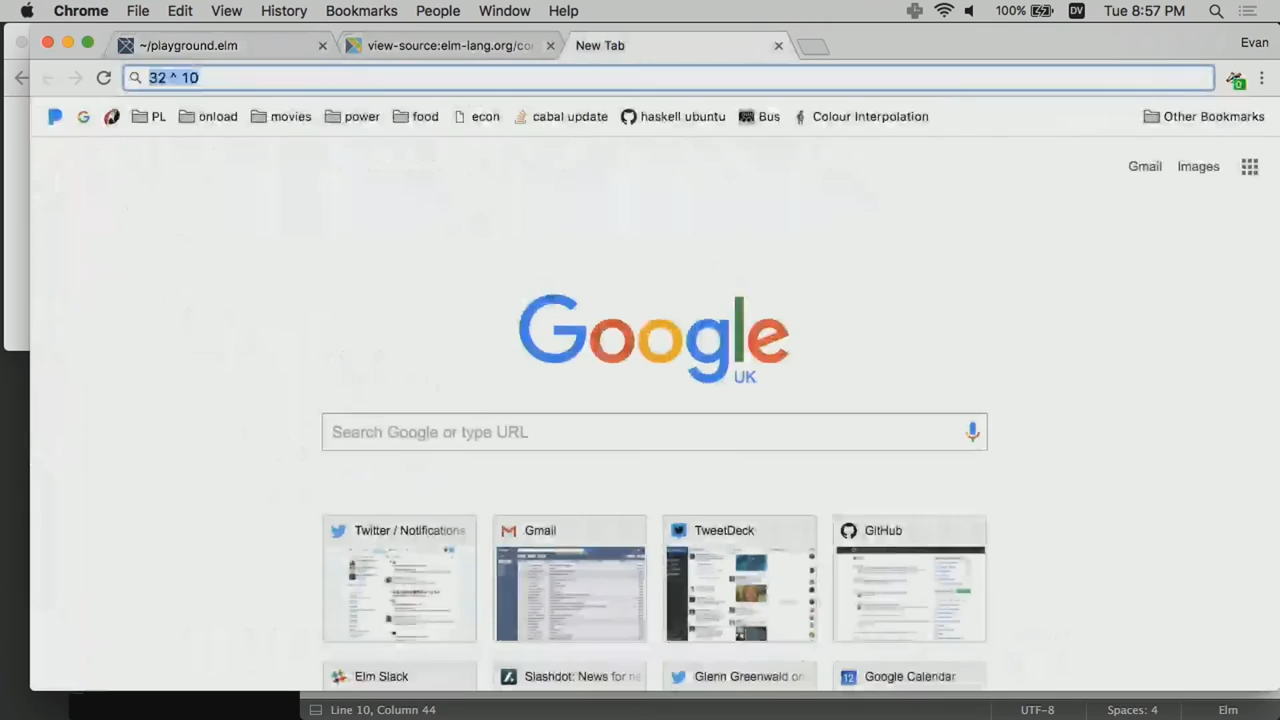 Chrome File Edit View History Bookmarks People Window Help 100% DV Tue 8:57 PM
~/playground.elm view-source:elm-lang.org/co New Tab Evan
32 ^ 10
PL onload movies power food econ cabal update haskell ubuntu Bus Colour Interpolation Other Bookmarks
Gmail Images
Google
UK
Search Google or type URL
Twitter / Notifications Gmail TweetDeck GitHub
Elm Slack Slashdot: News for ne Glenn Greenwald on Google Calendar
Line 10, Column 44 UTF-8 Spaces: 4 Elm